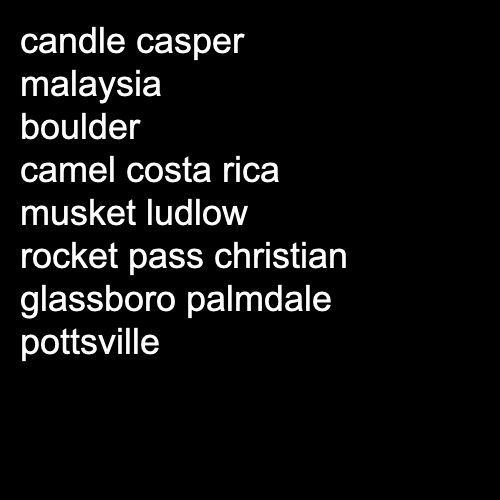 candle casper
malaysia
boulder
camel costa rica
musket ludlow
rocket pass christian
glassboro palmdale
pottsville